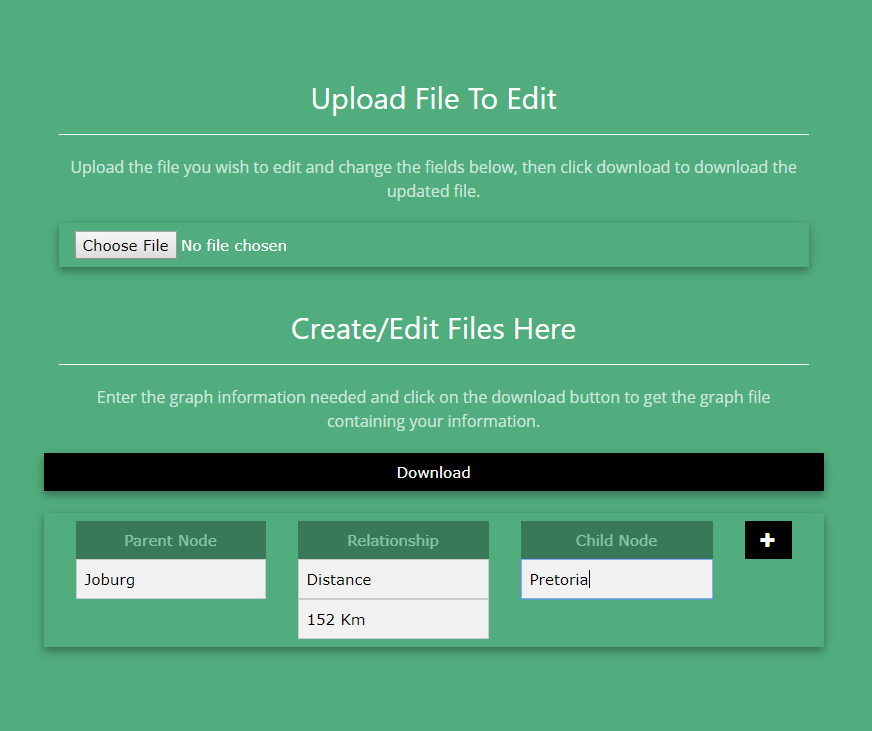 Upload File To Edit
Upload the file you wish to edit and change the fields below, then click download to download the
updated file.
Choose File No file chosen
Create/Edit Files Here
Enter the graph information needed and click on the download button to get the graph file
containing your information.
Download
Parent Node Relationship Child Node +
Joburg Distance Pretoria
152 Km